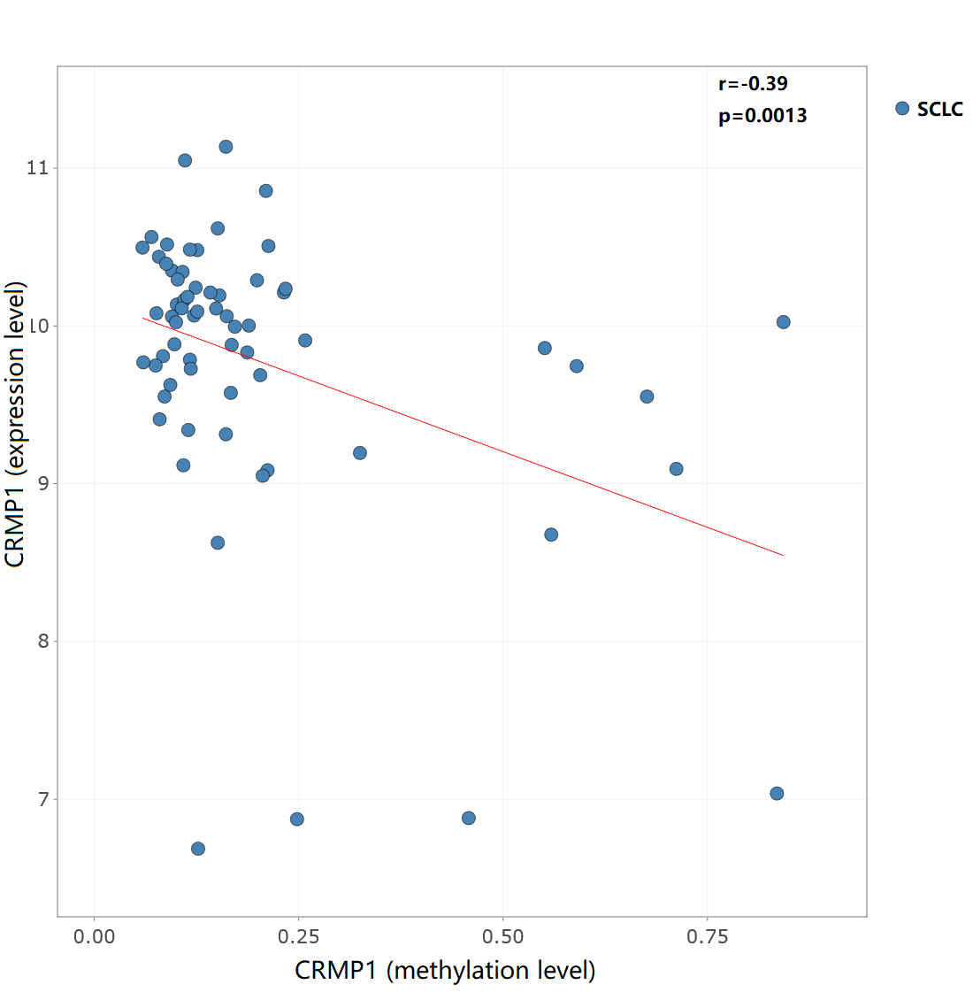 r=-0.39
p=0.0013
SCLC
11
10
9
8
7
CRMP1 (expression level)
0.00 0.25 0.50 0.75
CRMP1 (methylation level)